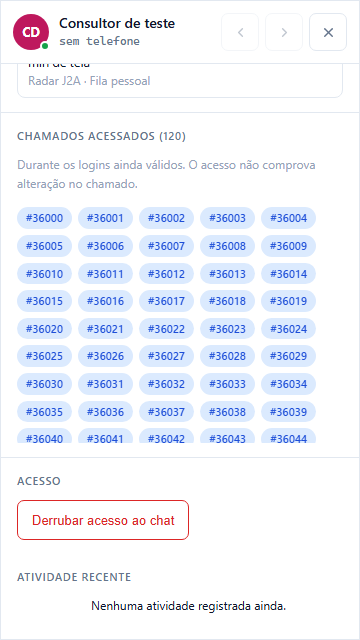 CD
Consultor de teste
sem telefone
min de tela
Radar J2A · Fila pessoal
CHAMADOS ACESSADOS (120)
Durante os logins ainda válidos. O acesso não comprova
alteração no chamado.
#36000 #36001 #36002 #36003 #36004
#36005 #36006 #36007 #36008 #36009
#36010 #36011 #36012 #36013 #36014
#36015 #36016 #36017 #36018 #36019
#36020 #36021 #36022 #36023 #36024
#36025 #36026 #36027 #36028 #36029
#36030 #36031 #36032 #36033 #36034
#36035 #36036 #36037 #36038 #36039
#36040 #36041 #36042 #36043 #36044
ACESSO
Derrubar acesso ao chat
ATIVIDADE RECENTE
Nenhuma atividade registrada ainda.